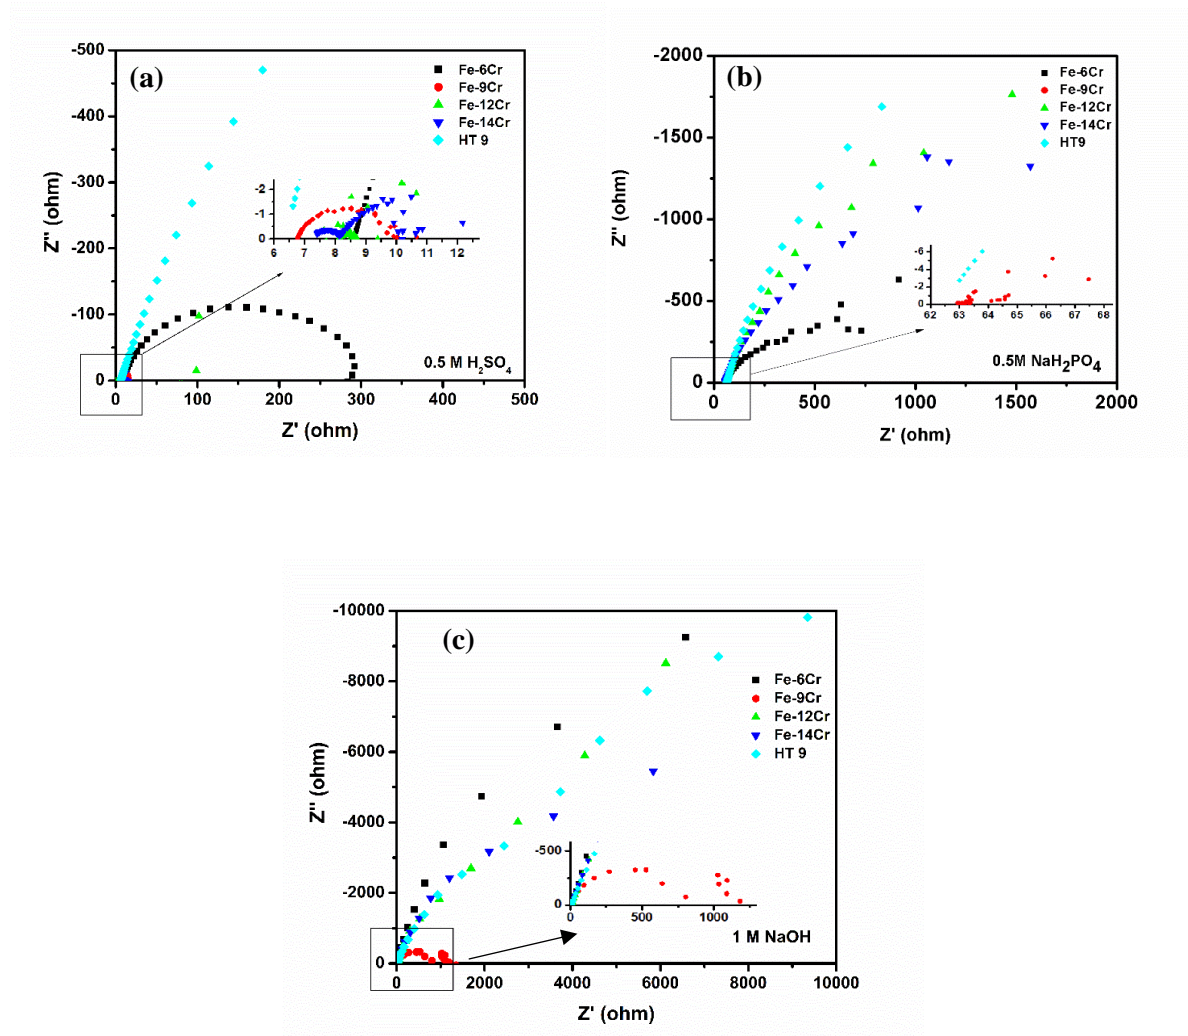 (a)
-500
-400
-300
-200
-100
0
Z'' (ohm)
Fe-6Cr
Fe-9Cr
Fe-12Cr
Fe-14Cr
HT 9
-2
-1
0
6 7 8 9 10 11 12
0.5 M H₂SO₄
0 100 200 300 400 500
Z' (ohm)
(b)
-2000
-1500
-1000
-500
0
Z'' (ohm)
Fe-6Cr
Fe-9Cr
Fe-12Cr
Fe-14Cr
HT9
-6
-4
-2
0
62 63 64 65 66 67 68
0.5M NaH₂PO₄
0 500 1000 1500 2000
Z' (ohm)
(c)
-10000
-8000
-6000
-4000
-2000
0
Z'' (ohm)
Fe-6Cr
Fe-9Cr
Fe-12Cr
Fe-14Cr
HT 9
-500
0
0 500 1000
1 M NaOH
0 2000 4000 6000 8000 10000
Z' (ohm)